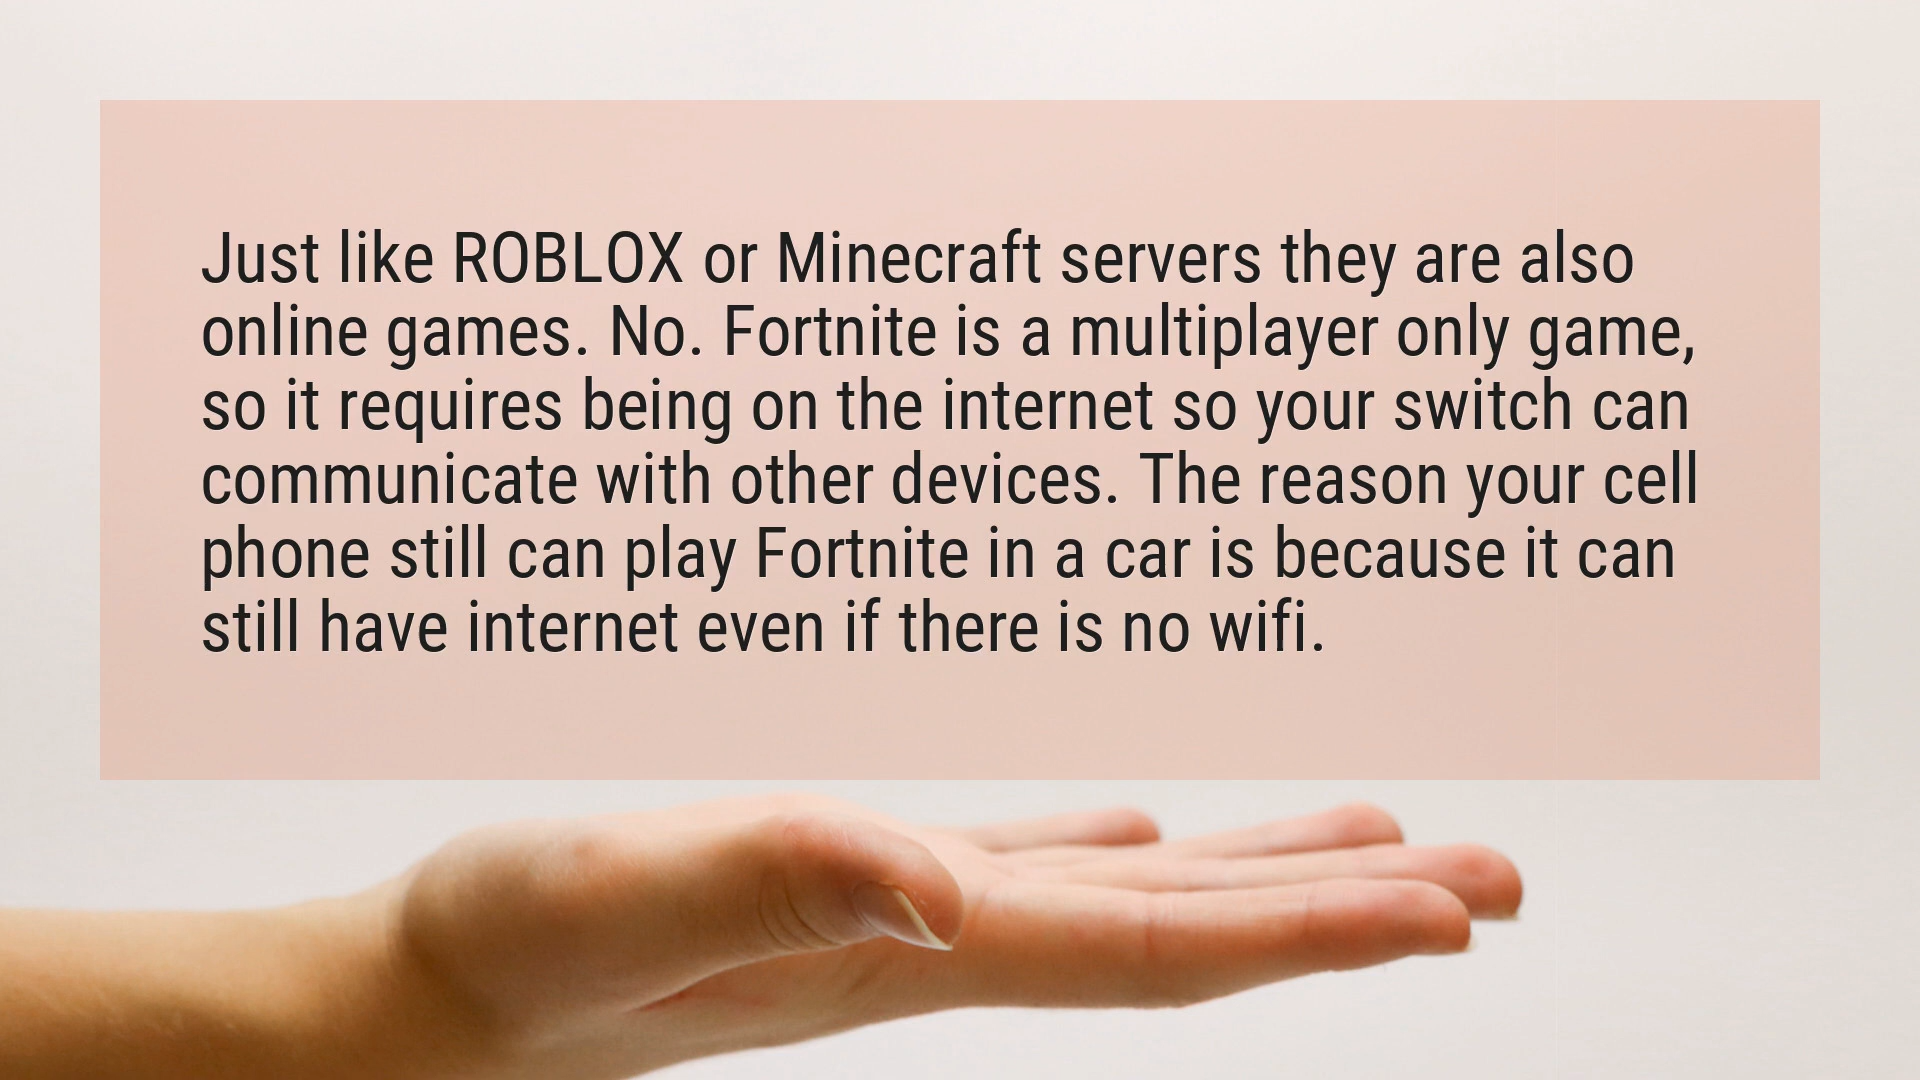 Just like ROBLOX or Minecraft servers they are also
online games. No. Fortnite is a multiplayer only game,
so it requires being on the internet so your switch can
communicate with other devices. The reason your cell
phone still can play Fortnite in a car is because it can
still have internet even if there is no wifi.